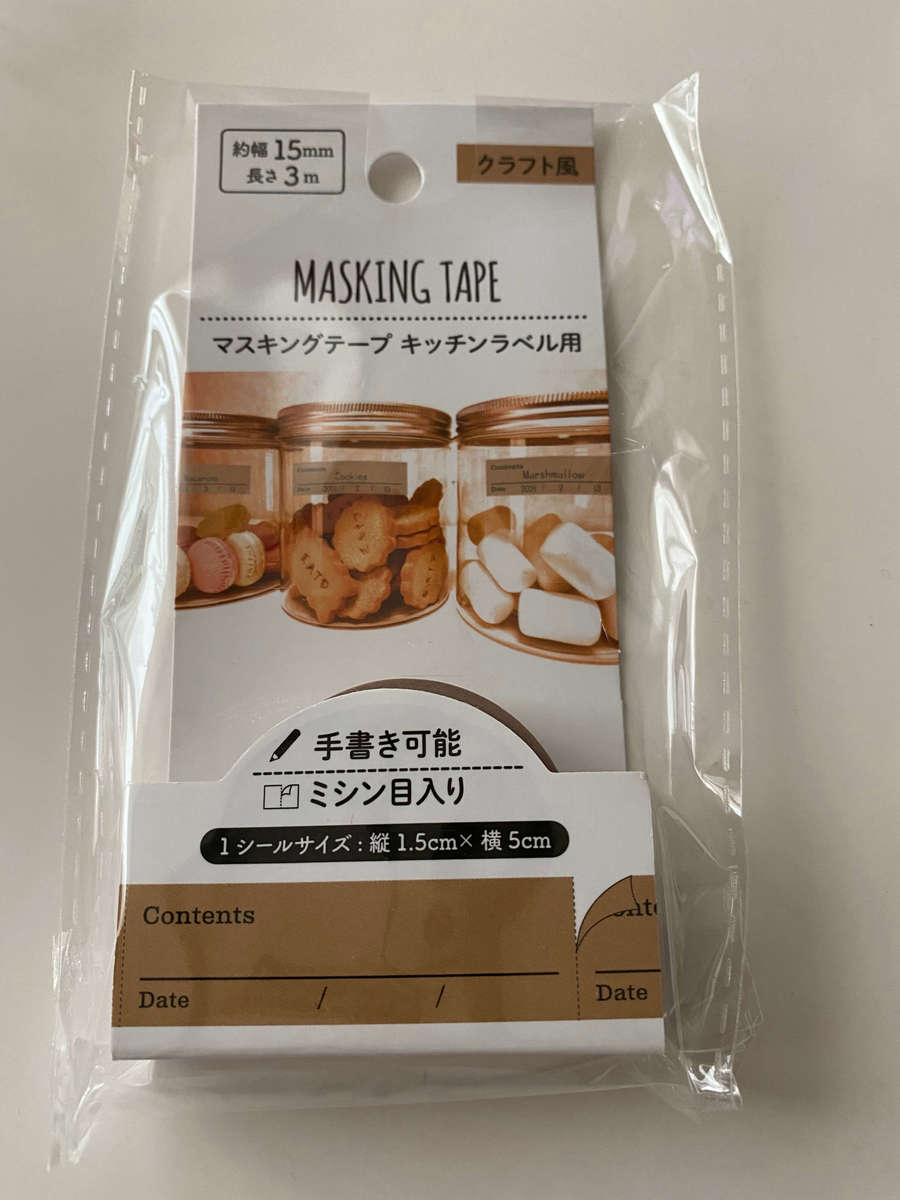 約幅 15mm
長さ 3m
クラフト風
MASKING TAPE
マスキングテープ キッチンラベル用
Contents
Cookies
Date
Contents
Marshmallow
Date
手書き可能
ミシン目入り
1シールサイズ：縦 1.5cm× 横 5cm
Contents
Date / /
Date